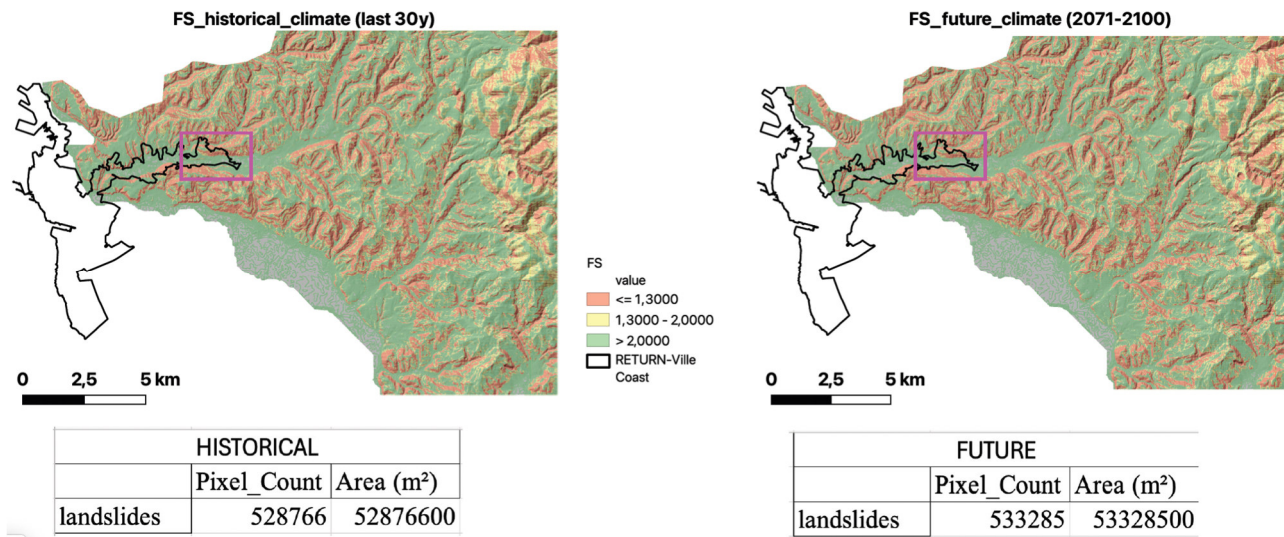 FS_historical_climate (last 30y)
FS_future_climate (2071-2100)
FS
value
<= 1,3000
1,3000 - 2,0000
> 2,0000
RETURN-Ville
Coast
0 2,5 5 km
0 2,5 5 km
HISTORICAL
Pixel_Count Area (m²)
landslides 528766 52876600
FUTURE
Pixel_Count Area (m²)
landslides 533285 53328500